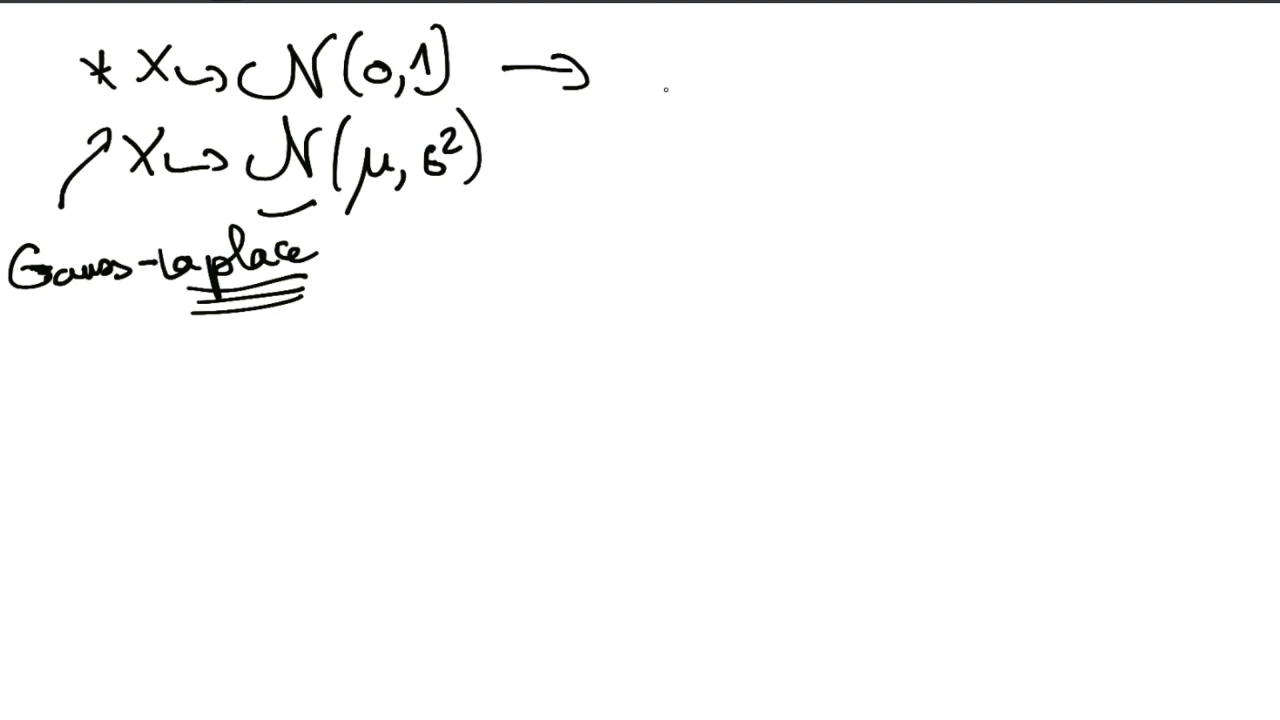 * X ↪ 𝒩(0,1) →
X ↪ 𝒩(μ, σ²)
Gauss-Laplace